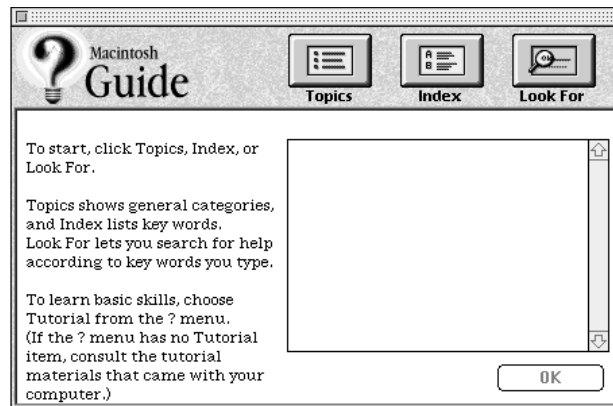 Macintosh
Guide
Topics
Index
Look For
To start, click Topics, Index, or
Look For.
Topics shows general categories,
and Index lists key words.
Look For lets you search for help
according to key words you type.
To learn basic skills, choose
Tutorial from the ? menu.
(If the ? menu has no Tutorial
item, consult the tutorial
materials that came with your
computer.)
OK